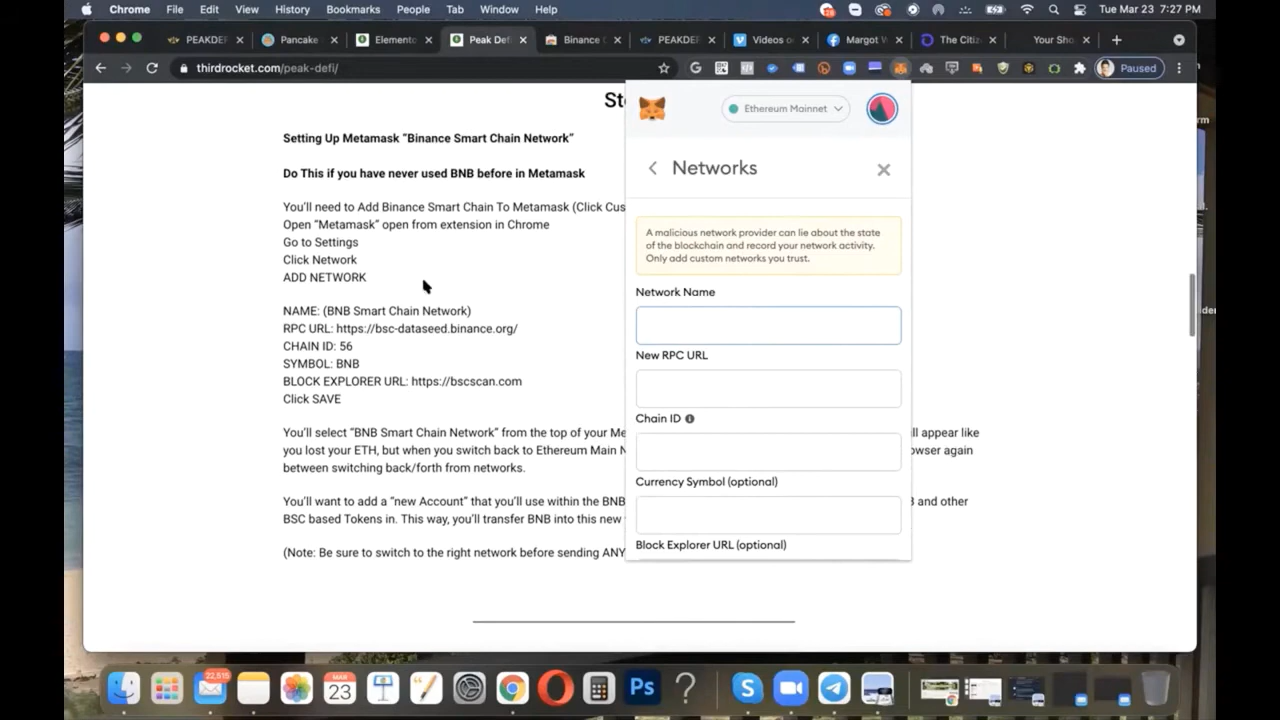 Chrome File Edit View History Bookmarks People Tab Window Help Tue Mar 23 7:27 PM
PEAKDEF Pancake Elemento Peak Defi Binance PEAKDEF Videos o Margot W The Citiz Your Sho
thirdrocket.com/peak-defi/ Paused
Ste
Ethereum Mainnet
Setting Up Metamask “Binance Smart Chain Network”
Do This if you have never used BNB before in Metamask
You’ll need to Add Binance Smart Chain To Metamask (Click Cus
Open “Metamask” open from extension in Chrome
Go to Settings
Click Network
ADD NETWORK
NAME: (BNB Smart Chain Network)
RPC URL: https://bsc-dataseed.binance.org/
CHAIN ID: 56
SYMBOL: BNB
BLOCK EXPLORER URL: https://bscscan.com
Click SAVE
You’ll select “BNB Smart Chain Network” from the top of your Me
ll appear like
you lost your ETH, but when you switch back to Ethereum Main N
owser again
between switching back/forth from networks.
You’ll want to add a “new Account” that you’ll use within the BNB
and other
BSC based Tokens in. This way, you’ll transfer BNB into this new
(Note: Be sure to switch to the right network before sending ANY
Networks
A malicious network provider can lie about the state
of the blockchain and record your network activity.
Only add custom networks you trust.
Network Name
New RPC URL
Chain ID
Currency Symbol (optional)
Block Explorer URL (optional)
22,515
MAR
23
Ps